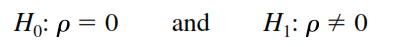 H₀: ρ = 0 and H₁: ρ ≠ 0